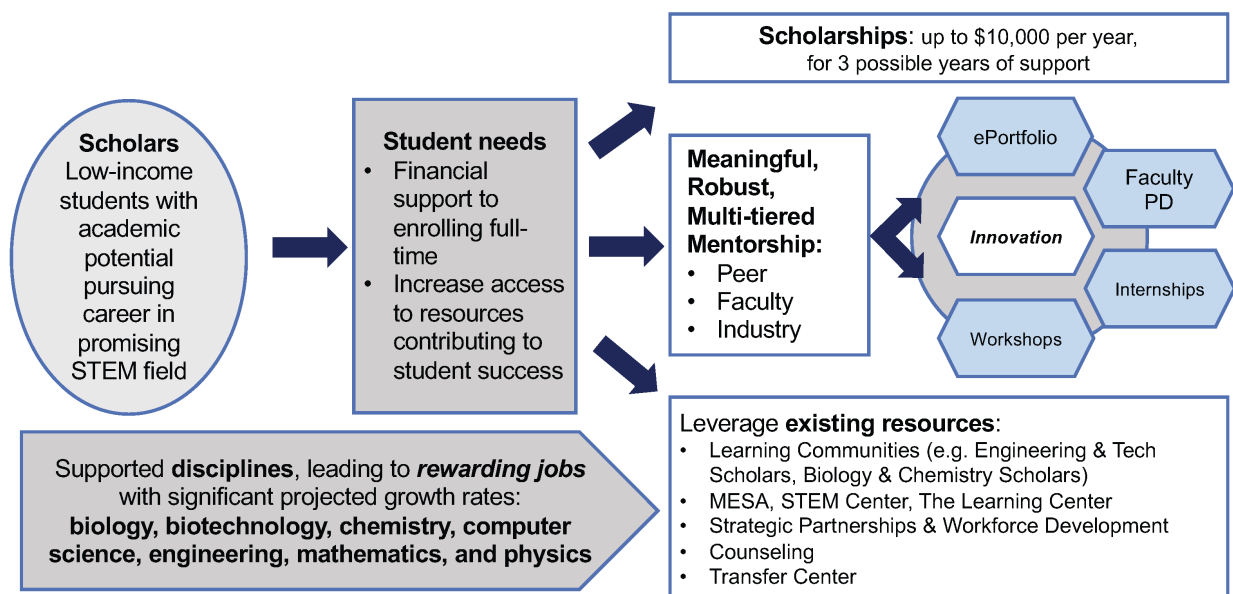 Scholars
Low-income
students with
academic
potential
pursuing
career in
promising
STEM field
Student needs
• Financial
support to
enrolling full-
time
• Increase access
to resources
contributing to
student success
Scholarships: up to $10,000 per year,
for 3 possible years of support
Meaningful,
Robust,
Multi-tiered
Mentorship:
• Peer
• Faculty
• Industry
ePortfolio
Faculty
PD
Innovation
Internships
Workshops
Supported disciplines, leading to rewarding jobs
with significant projected growth rates:
biology, biotechnology, chemistry, computer
science, engineering, mathematics, and physics
Leverage existing resources:
• Learning Communities (e.g. Engineering & Tech
Scholars, Biology & Chemistry Scholars)
• MESA, STEM Center, The Learning Center
• Strategic Partnerships & Workforce Development
• Counseling
• Transfer Center